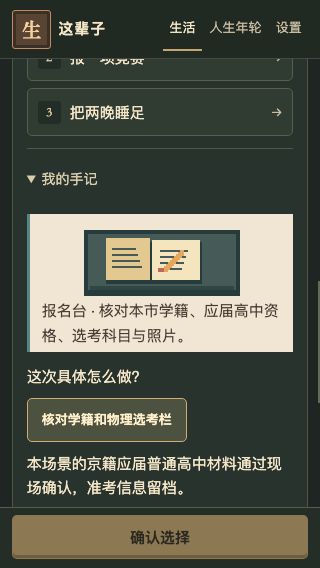 生 这辈子 生活 人生年轮 设置
3 把两晚睡足 →
▼ 我的手记
报名台 · 核对本市学籍、应届高中资
格、选考科目与照片。
这次具体怎么做?
核对学籍和物理选考栏
本场景的京籍应届普通高中材料通过现
场确认，准考信息留档。
确认选择